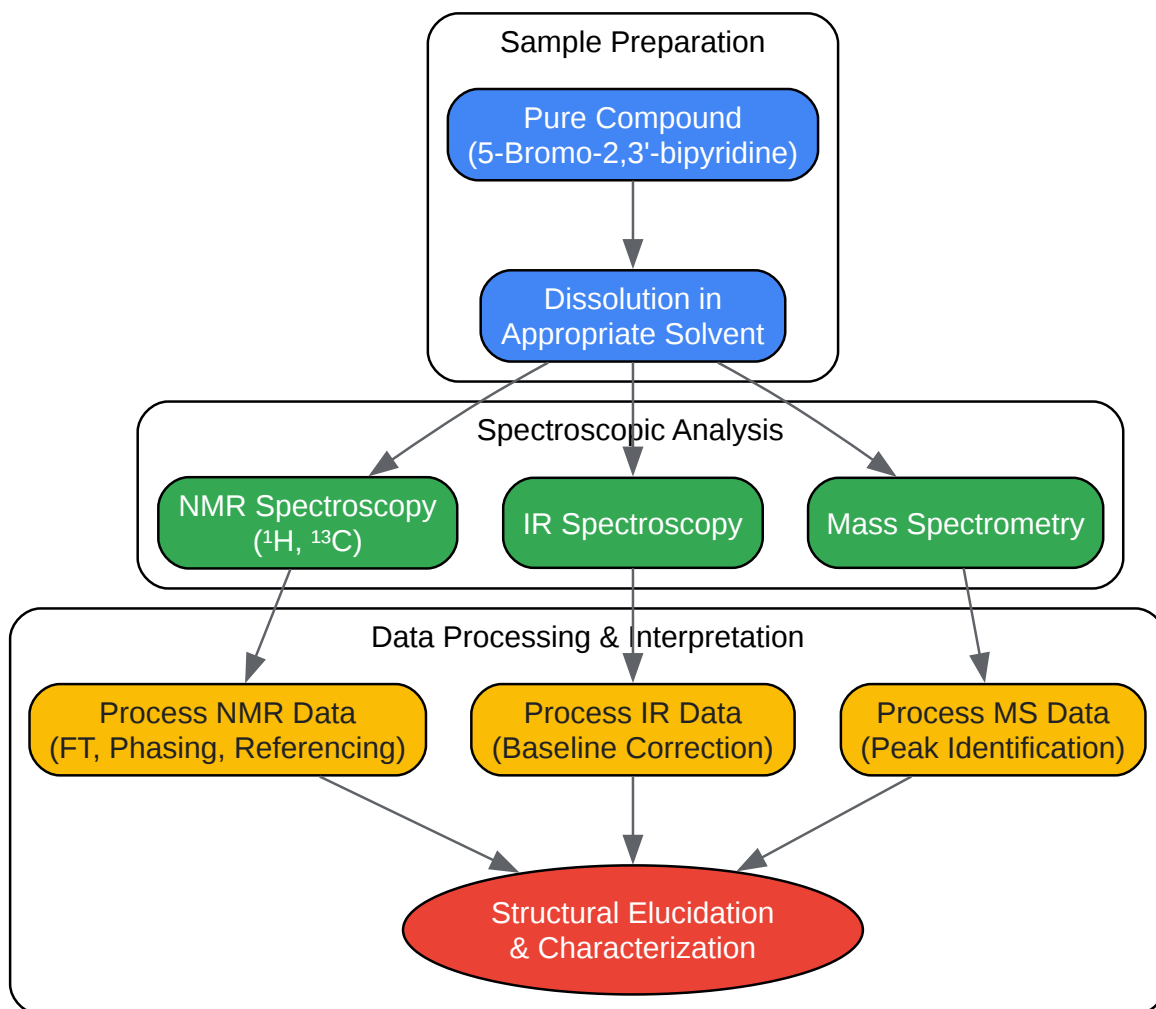 Sample Preparation
Pure Compound
(5-Bromo-2,3'-bipyridine)
Dissolution in
Appropriate Solvent
Spectroscopic Analysis
NMR Spectroscopy
(¹H, ¹³C)
IR Spectroscopy
Mass Spectrometry
Data Processing & Interpretation
Process NMR Data
(FT, Phasing, Referencing)
Process IR Data
(Baseline Correction)
Process MS Data
(Peak Identification)
Structural Elucidation
& Characterization